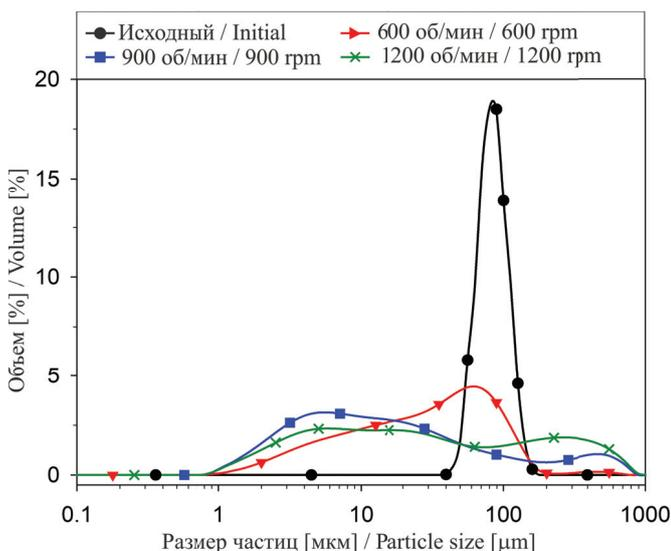 Исходный / Initial
600 об/мин / 600 rpm
900 об/мин / 900 rpm
1200 об/мин / 1200 rpm
20
15
10
5
0
Объем [%] / Volume [%]
0.1 1 10 100 1000
Размер частиц [мкм] / Particle size [μm]